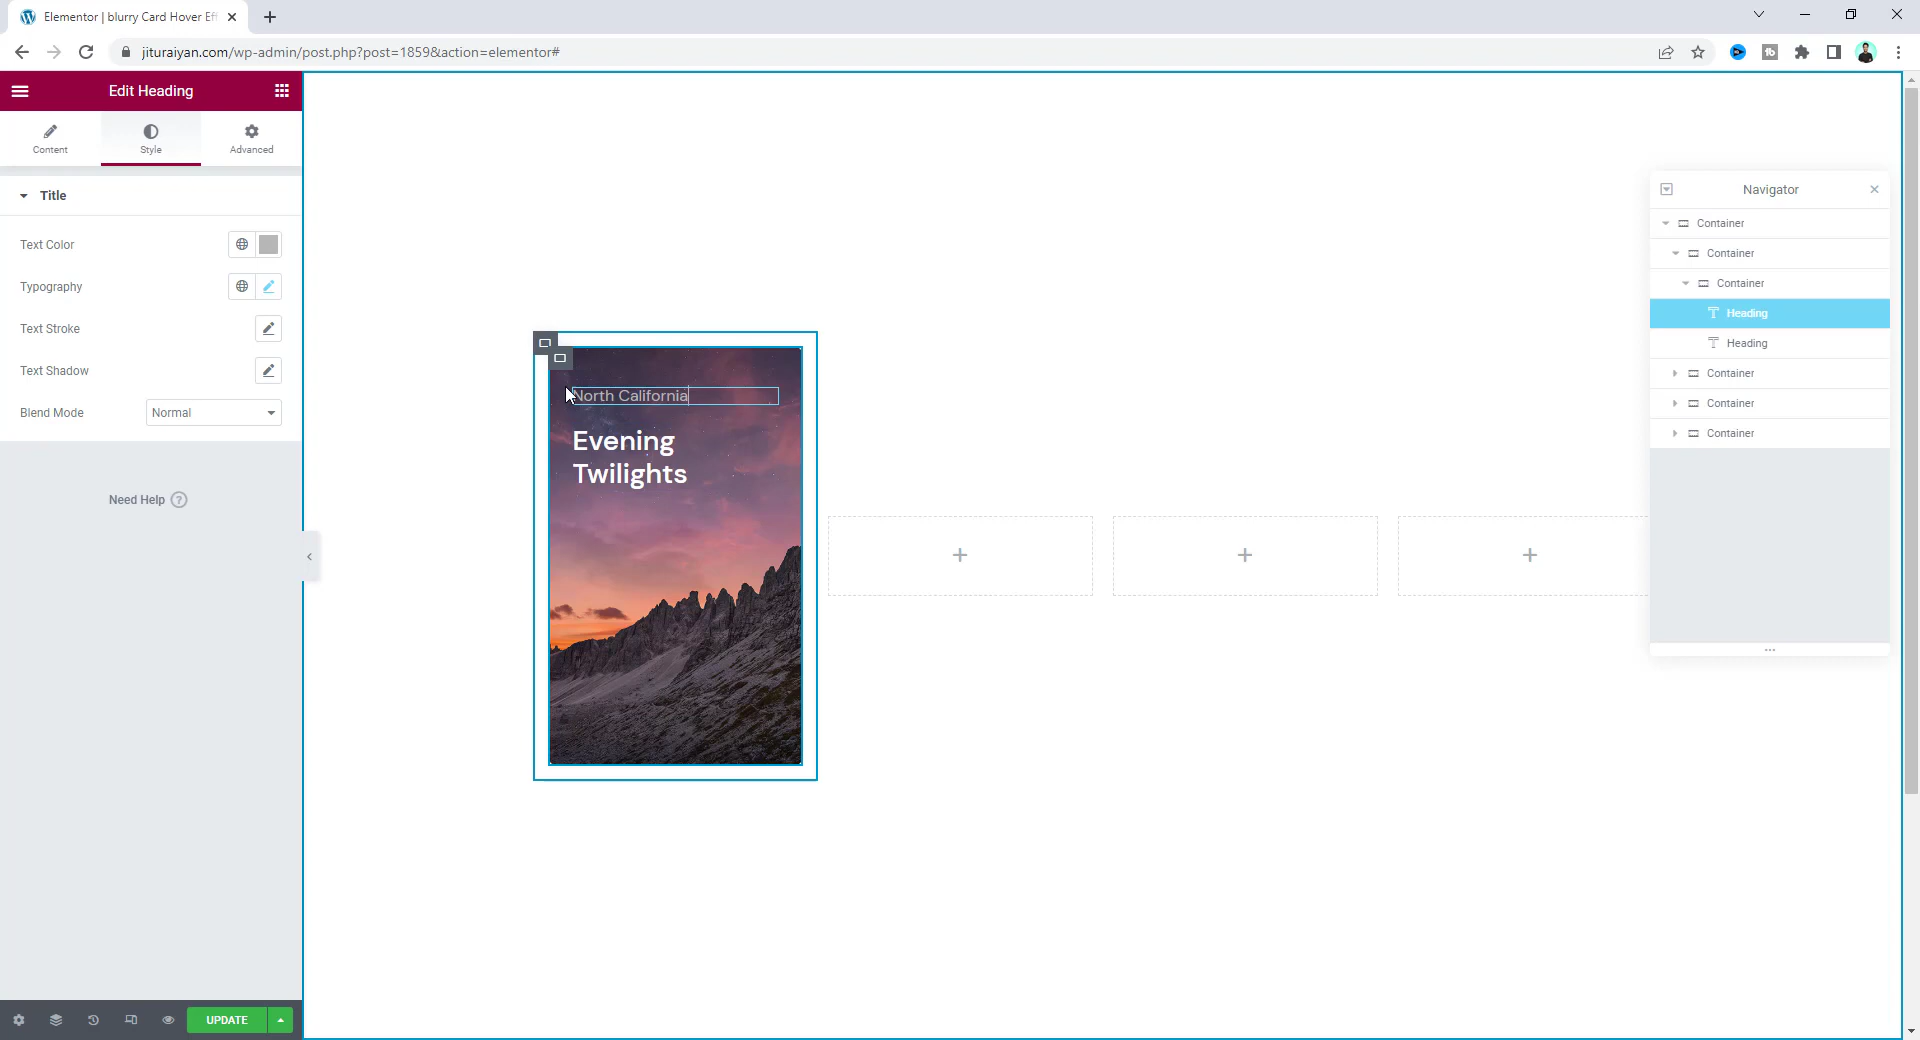 Elementor | blurry Card Hover Eff
jituraiyan.com/wp-admin/post.php?post=1859&action=elementor#
Edit Heading
Content
Style
Advanced
Title
Text Color
Typography
Text Stroke
Text Shadow
Blend Mode
Normal
Need Help ?
UPDATE
North California
Evening
Twilights
Navigator
Container
Container
Container
Heading
Heading
Container
Container
Container